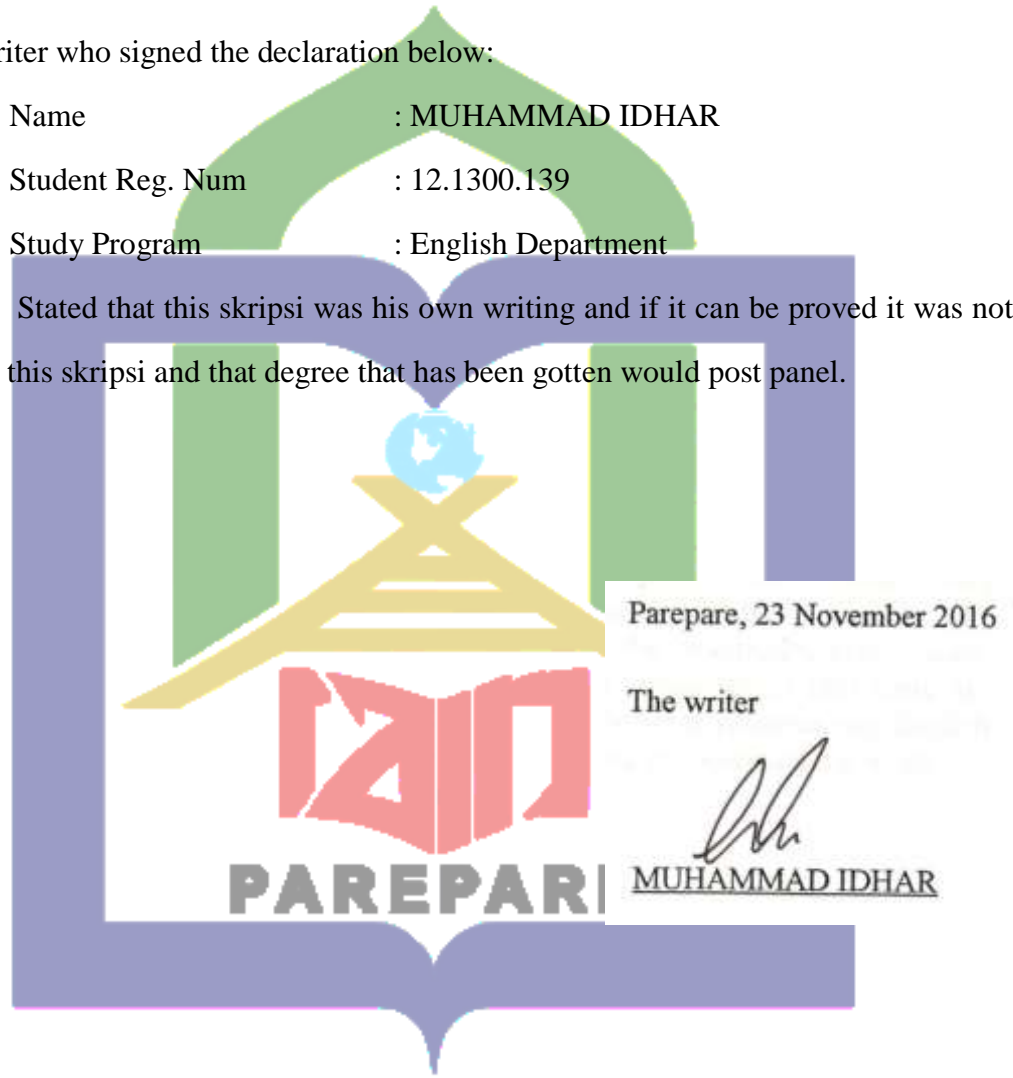 riter who signed the declaration below:
Name : MUHAMMAD IDHAR
Student Reg. Num : 12.1300.139
Study Program : English Department
Stated that this skripsi was his own writing and if it can be proved it was not
this skripsi and that degree that has been gotten would post panel.
Parepare, 23 November 2016
The writer
iain
MUHAMMAD IDHAR
PAREPAR